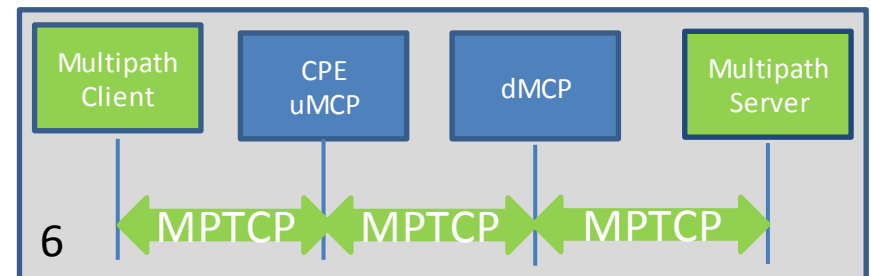 Multipath
Client
CPE
uMCP
dMCP
Multipath
Server
MPTCP
MPTCP
MPTCP
6